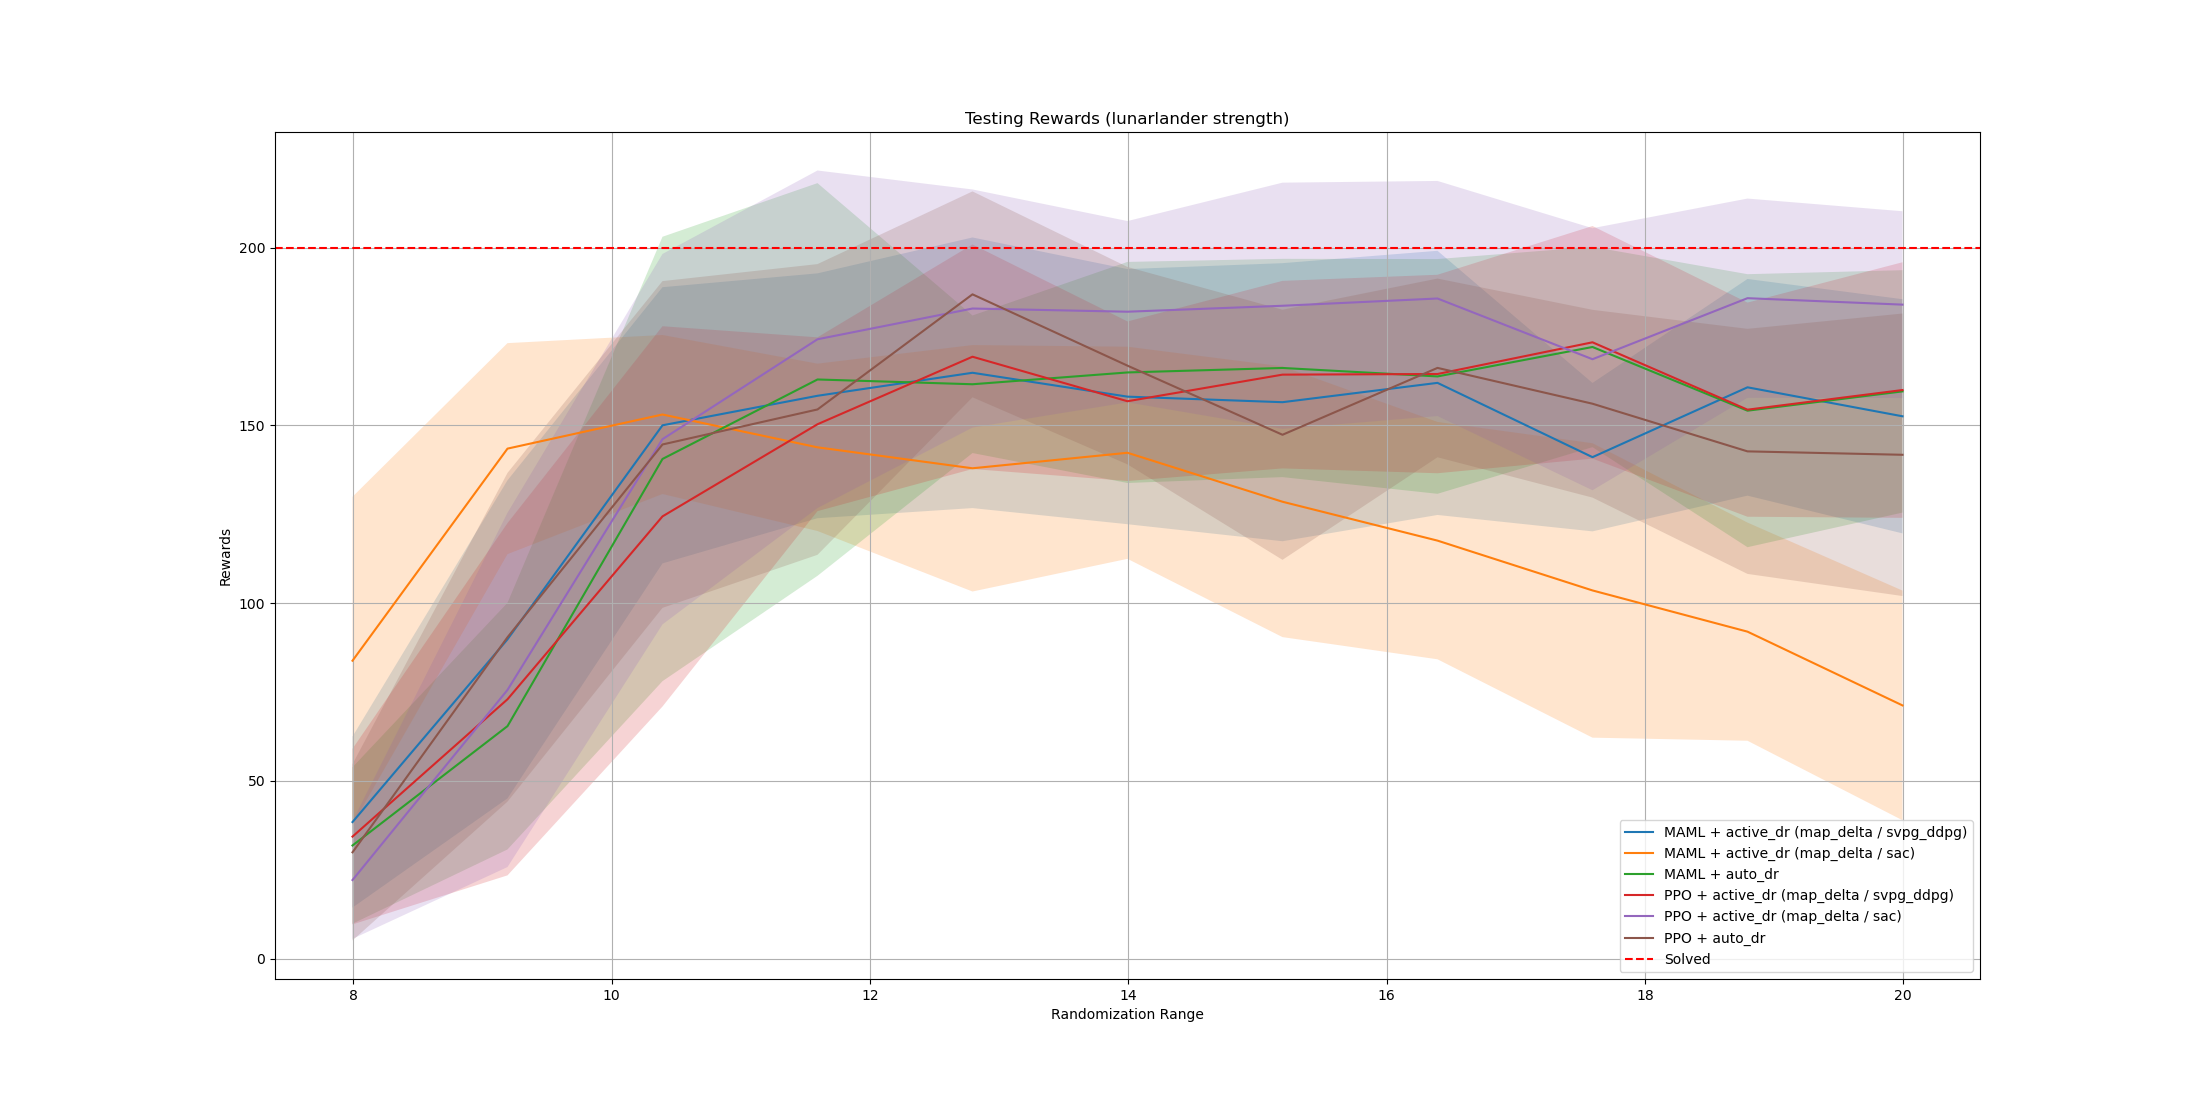 Testing Rewards (lunarlander strength)
200
150
100
50
0
Rewards
8 10 12 14 16 18 20
Randomization Range
MAML + active_dr (map_delta / svpg_ddpg)
MAML + active_dr (map_delta / sac)
MAML + auto_dr
PPO + active_dr (map_delta / svpg_ddpg)
PPO + active_dr (map_delta / sac)
PPO + auto_dr
Solved